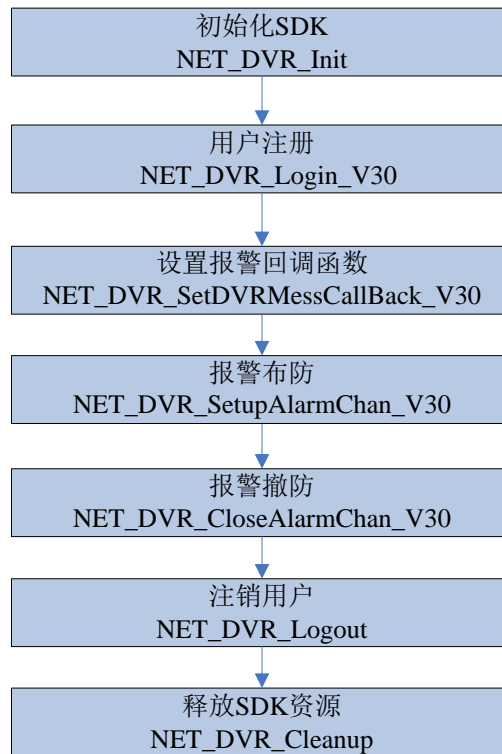 初始化SDK
NET_DVR_Init
用户注册
NET_DVR_Login_V30
设置报警回调函数
NET_DVR_SetDVRMessCallBack_V30
报警布防
NET_DVR_SetupAlarmChan_V30
报警撤防
NET_DVR_CloseAlarmChan_V30
注销用户
NET_DVR_Logout
释放SDK资源
NET_DVR_Cleanup